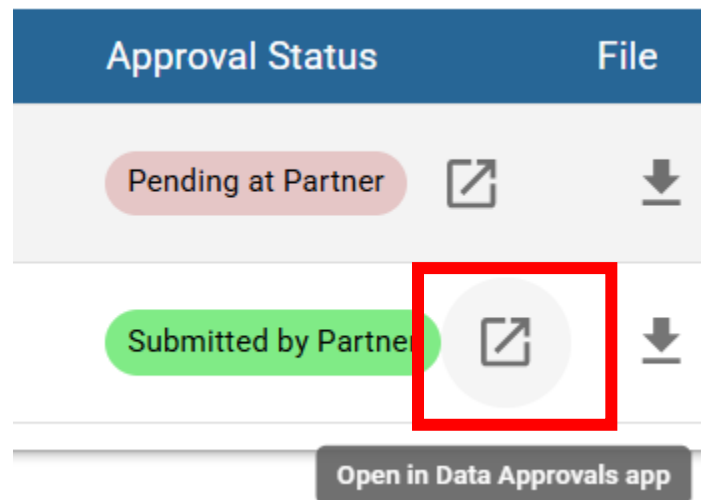 Approval Status File
Pending at Partner
Submitted by Partner
Open in Data Approvals app